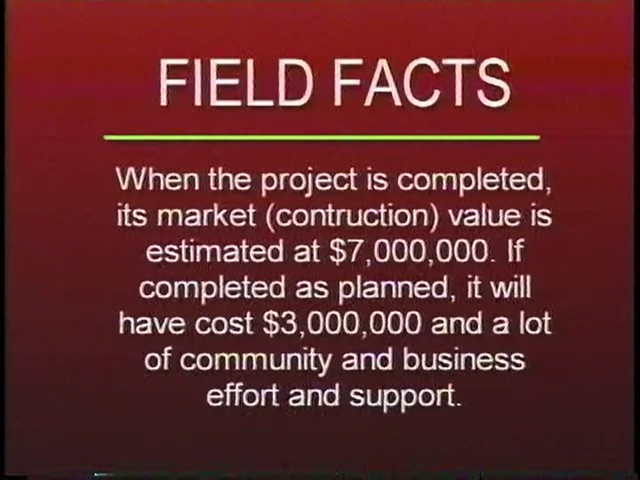 FIELD FACTS
When the project is completed,
its market (contruction) value is
estimated at $7,000,000. If
completed as planned, it will
have cost $3,000,000 and a lot
of community and business
effort and support.